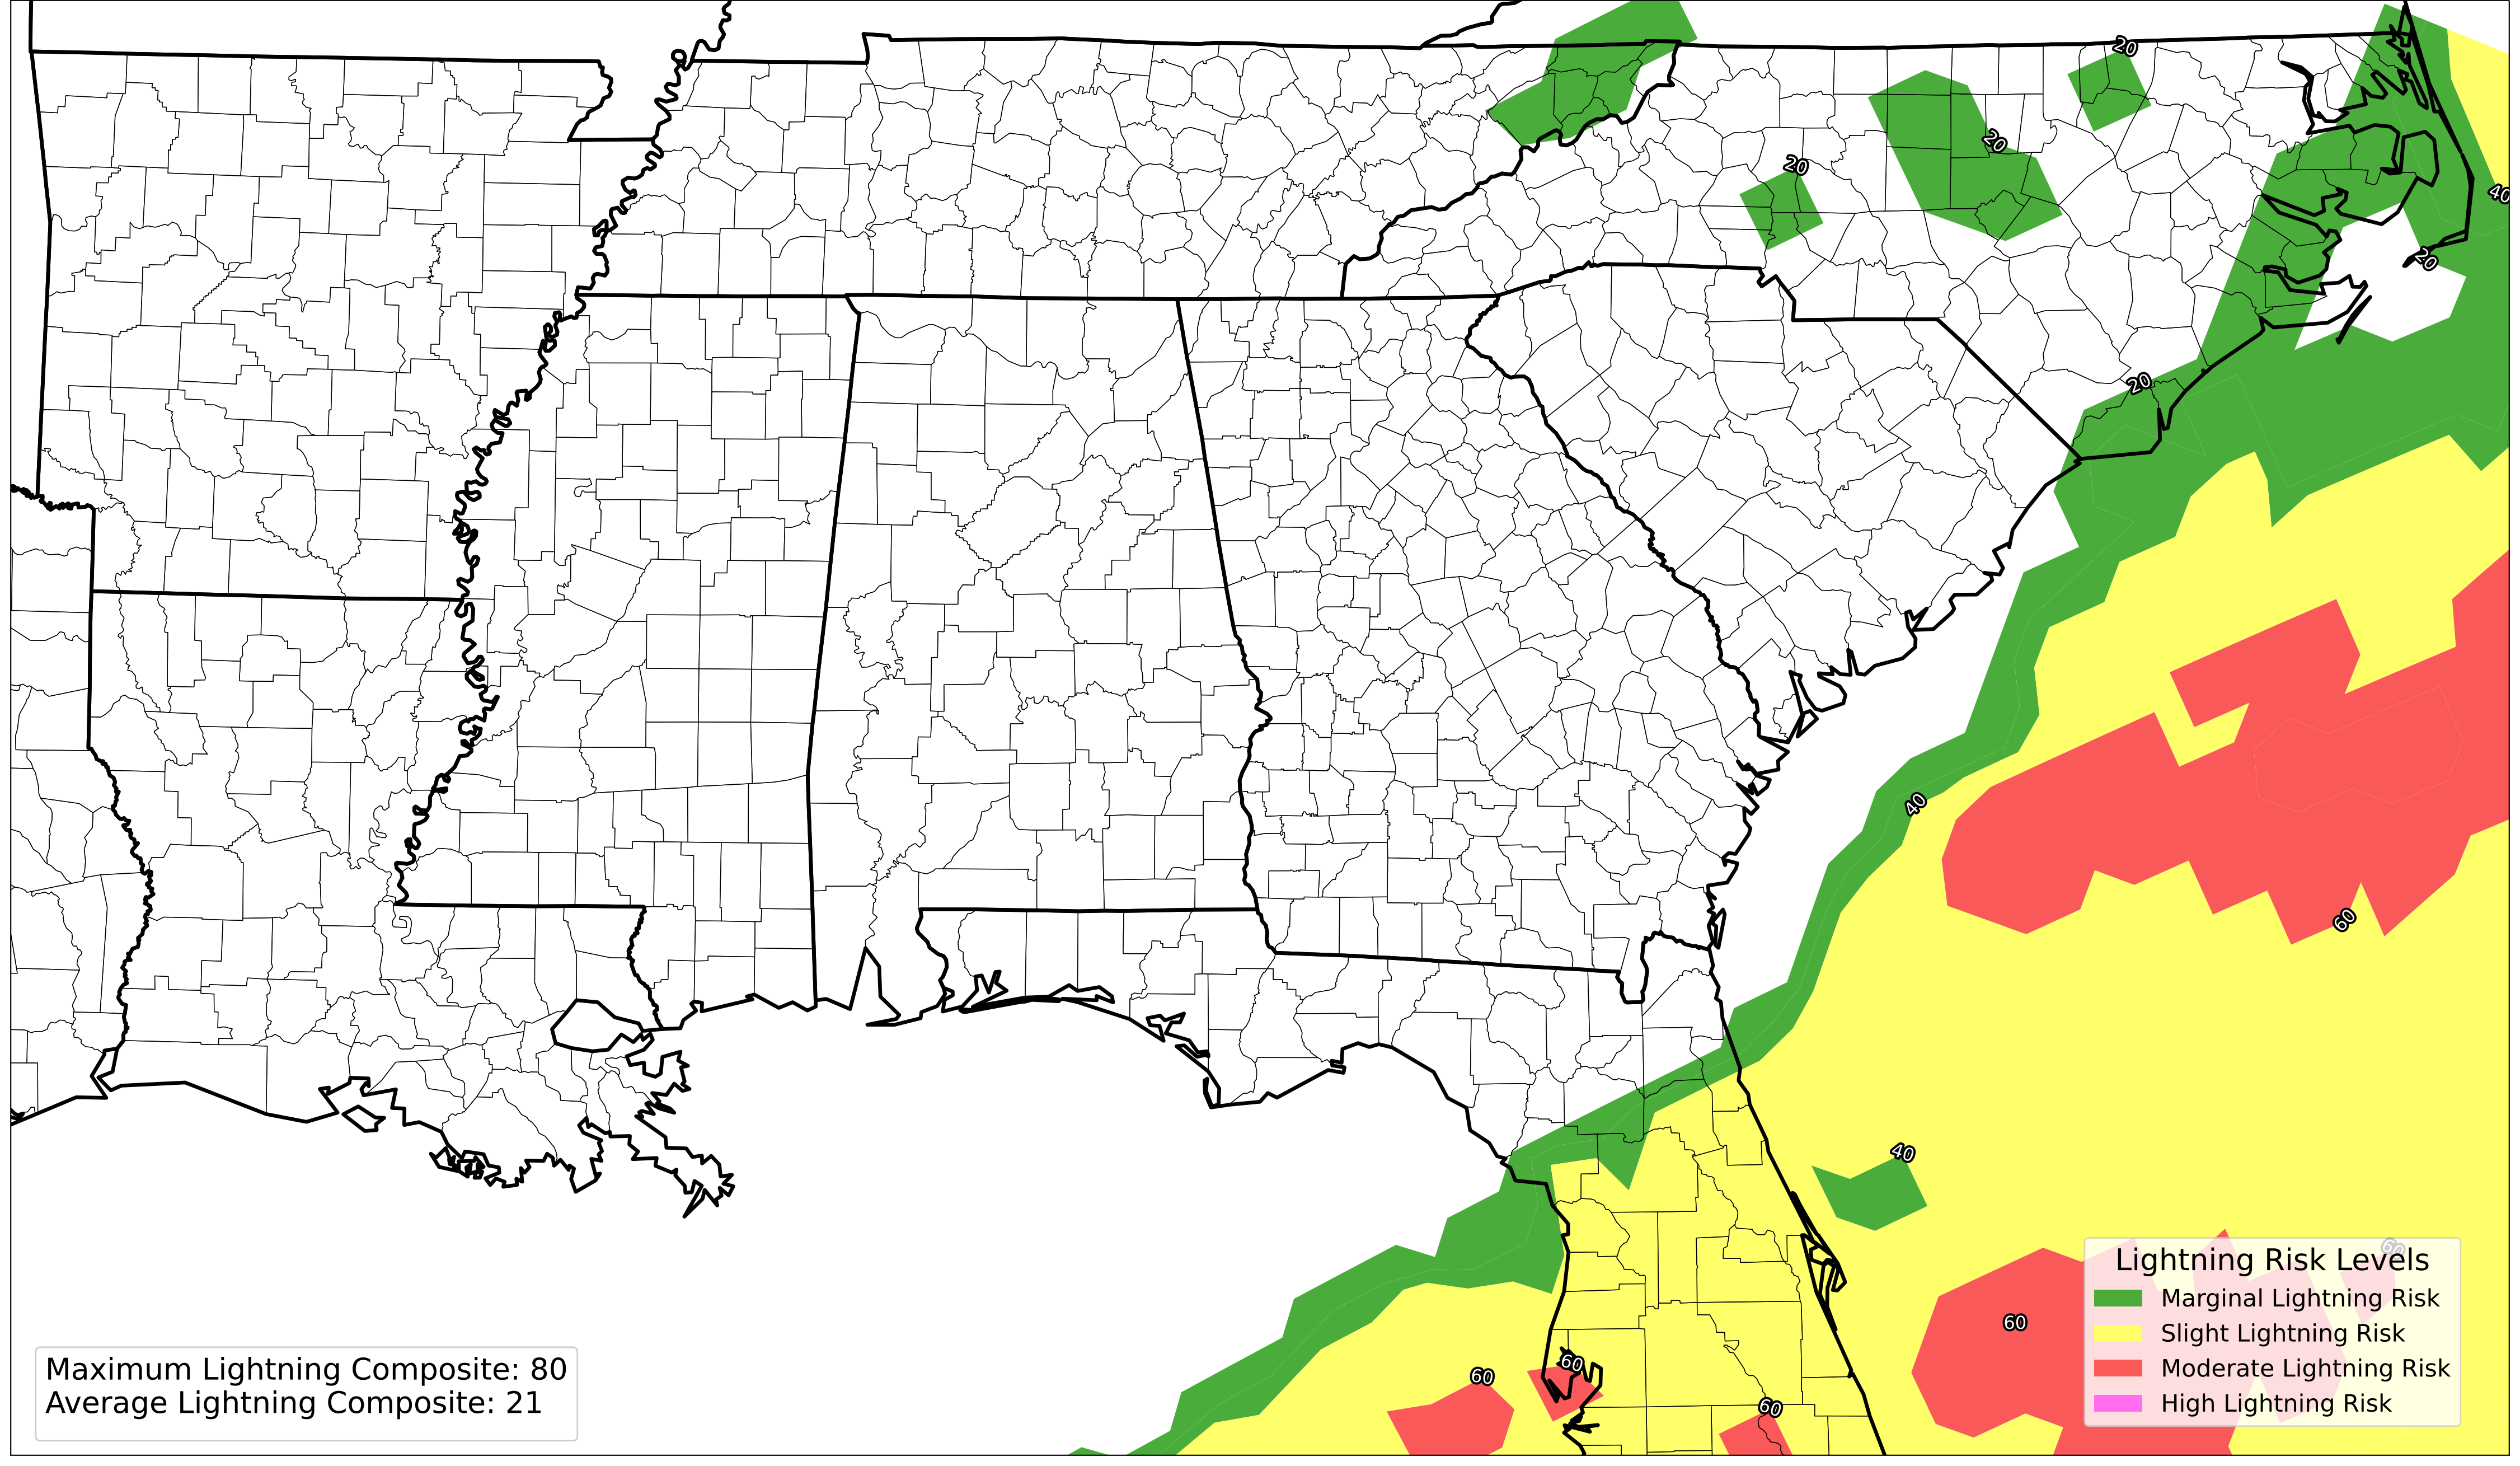 20
20
20
40
20
20
40
60
40
60
Lightning Risk Levels
Marginal Lightning Risk
60
Slight Lightning Risk
Maximum Lightning Composite: 80
60
60
Moderate Lightning Risk
Average Lightning Composite: 21
60
High Lightning Risk